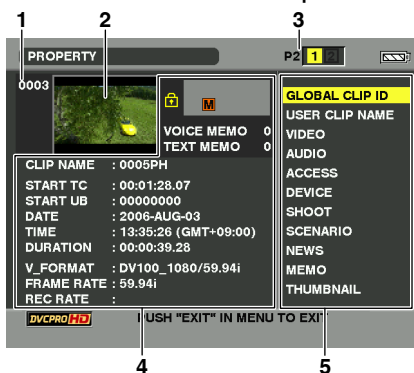 1 2 3
PROPERTY P2 1 2
0003
M
VOICE MEMO 0
TEXT MEMO 0
CLIP NAME : 0005PH
START TC : 00:01:28.07
START UB : 00000000
DATE : 2006-AUG-03
TIME : 13:35:26 (GMT+09:00)
DURATION : 00:00:39.28
V_FORMAT : DV100_1080/59.94i
FRAME RATE : 59.94i
REC RATE :
GLOBAL CLIP ID
USER CLIP NAME
VIDEO
AUDIO
ACCESS
DEVICE
SHOOT
SCENARIO
NEWS
MEMO
THUMBNAIL
DVCPRO HD PUSH "EXIT" IN MENU TO EXIT
4 5